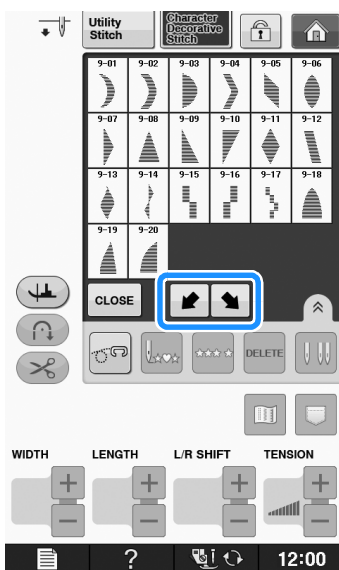 Utility Stitch
Character Decorative Stitch
9-01 9-02 9-03 9-04 9-05 9-06
9-07 9-08 9-09 9-10 9-11 9-12
9-13 9-14 9-15 9-16 9-17 9-18
9-19 9-20
CLOSE
DELETE
WIDTH LENGTH L/R SHIFT TENSION
+ + + +
− − − −
? 12:00